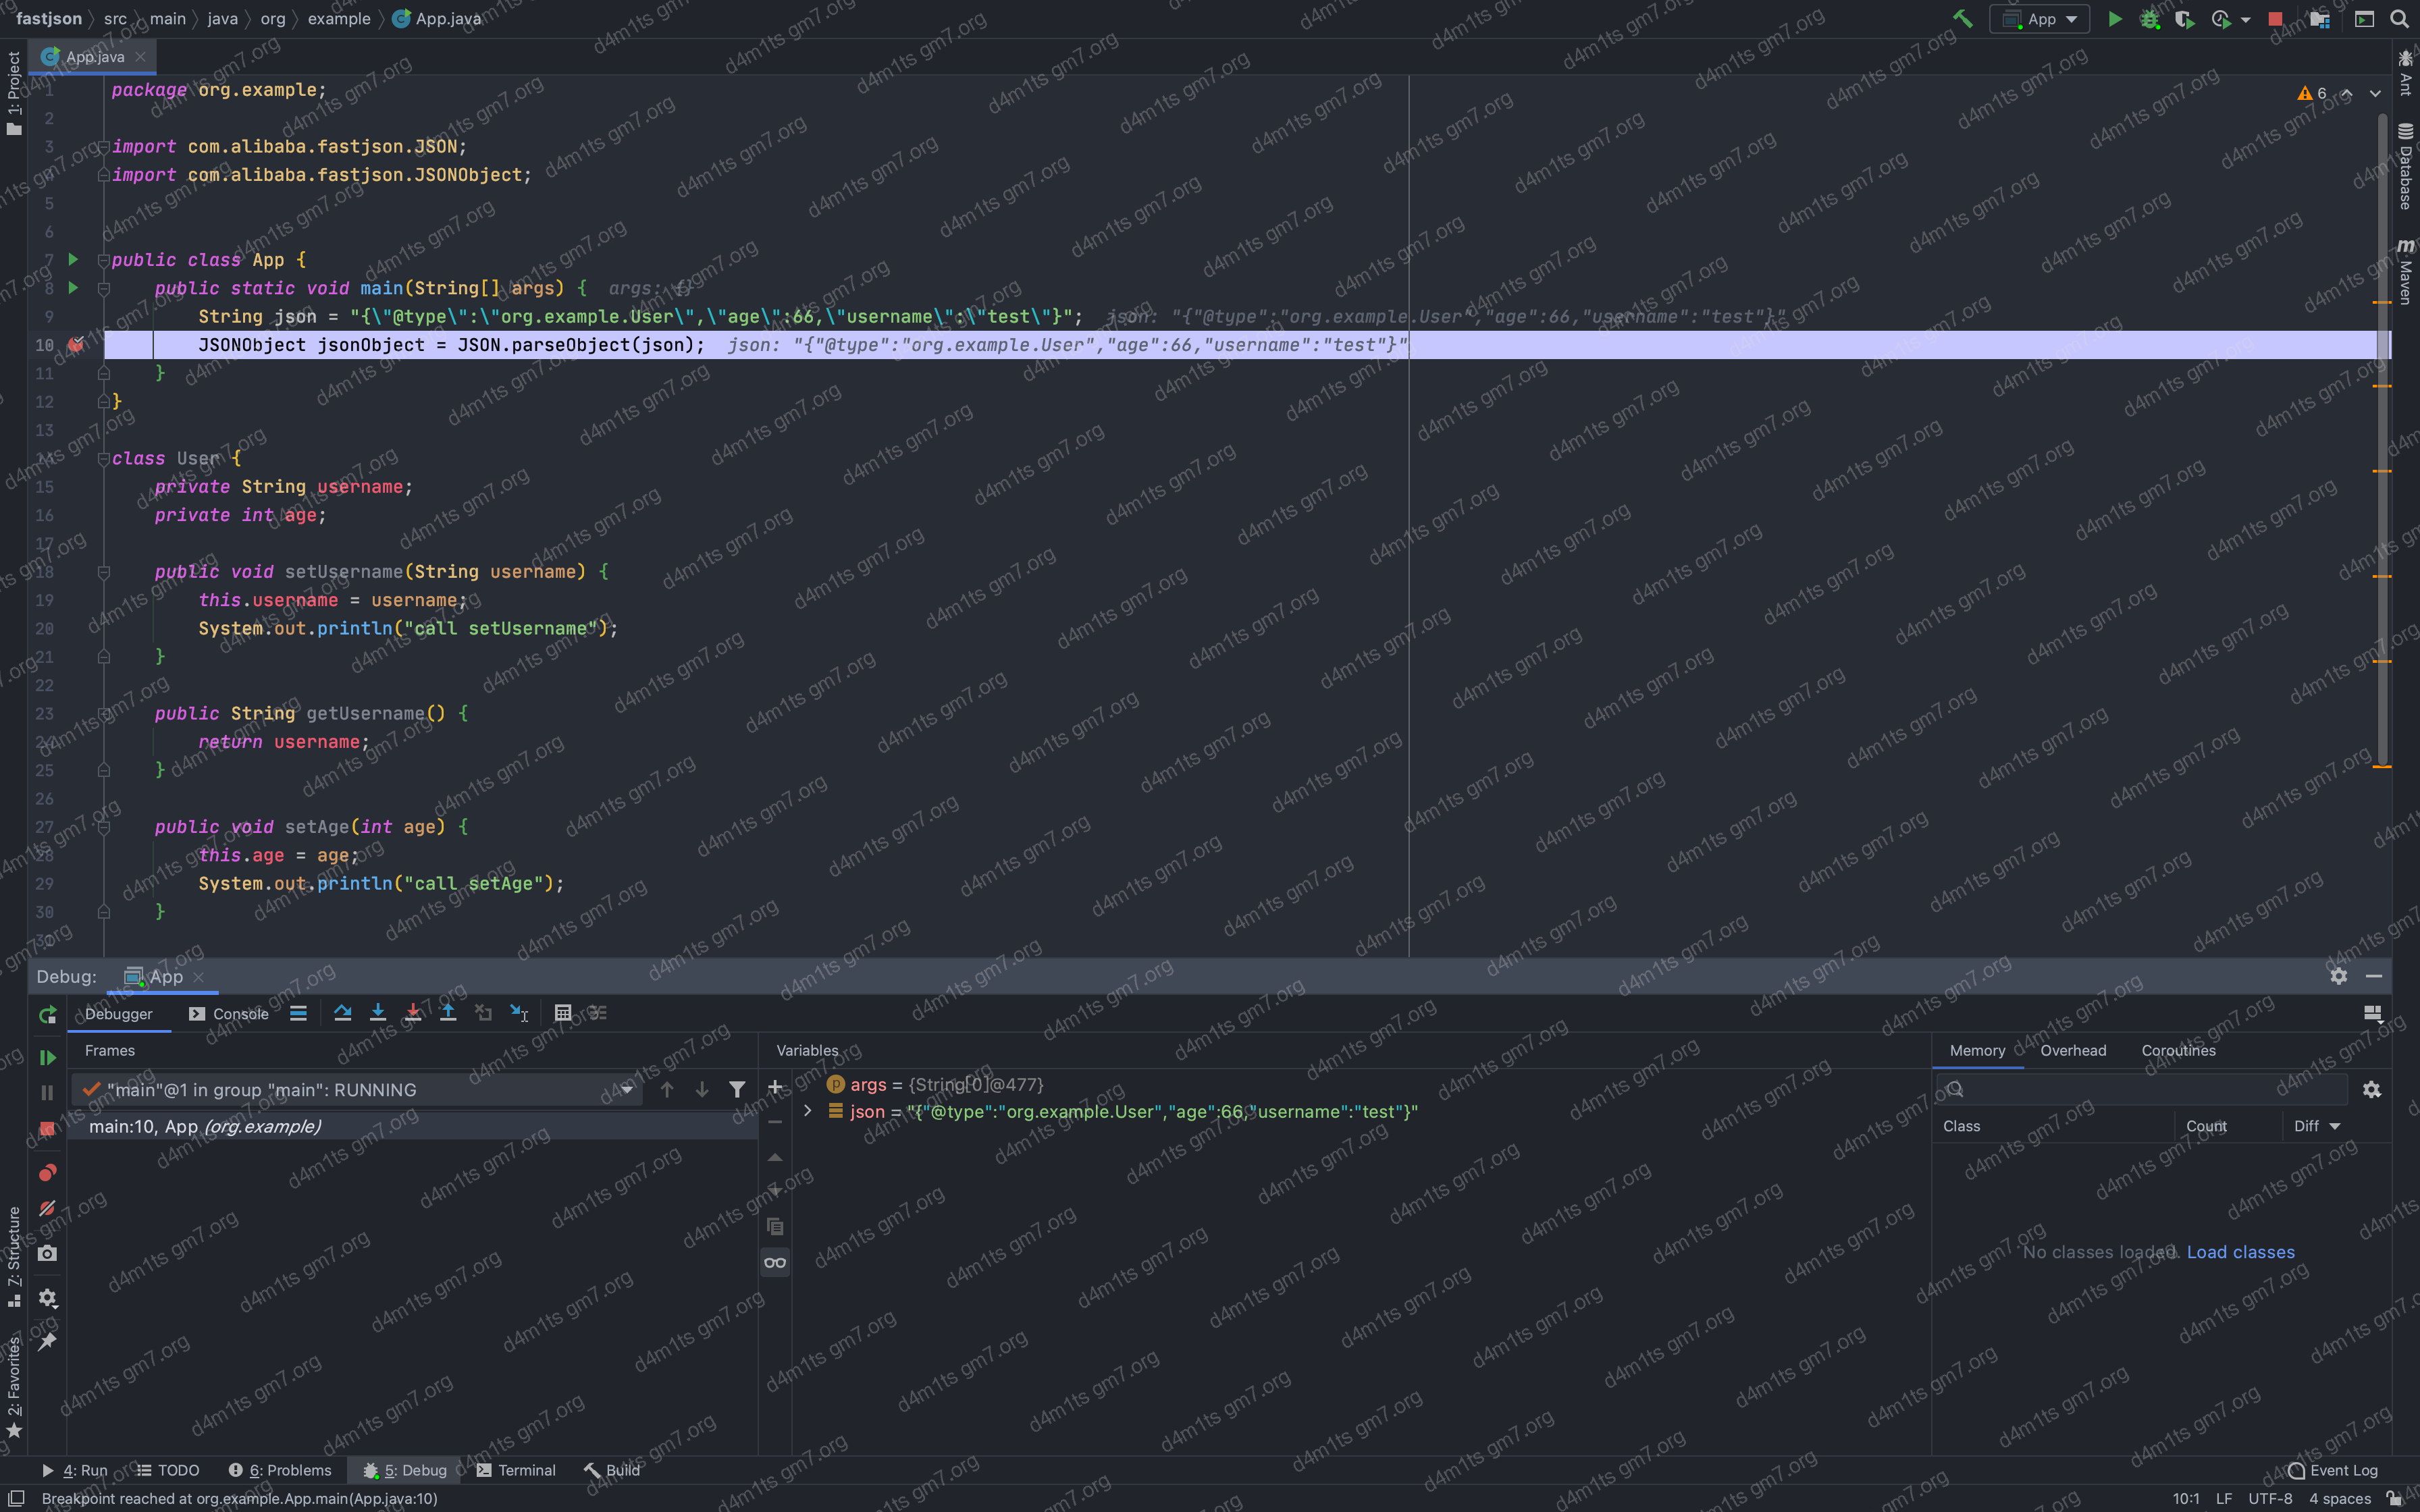 fastjson › src › main › java › org › example › App.java
App
1: Project
App.java
6
Ant
Database
Maven
1 package org.example;
2
3 import com.alibaba.fastjson.JSON;
import com.alibaba.fastjson.JSONObject;
5
6
7 public class App {
8 public static void main(String[] args) { args: {}
9 String json = "{\"@type\":\"org.example.User\",\"age\":66,\"username\":\"test\"}"; json: "{"@type":"org.example.User","age":66,"username":"test"}"
10 JSONObject jsonObject = JSON.parseObject(json); json: "{"@type":"org.example.User","age":66,"username":"test"}"
11 }
12 }
13
14 class User {
15 private String username;
16 private int age;
17
18 public void setUsername(String username) {
19 this.username = username;
20 System.out.println("call setUsername");
21 }
22
23 public String getUsername() {
24 return username;
25 }
26
27 public void setAge(int age) {
28 this.age = age;
29 System.out.println("call setAge");
30 }
31
Debug: App
Debugger Console
Frames
Variables
Memory Overhead Coroutines
"main"@1 in group "main": RUNNING
main:10, App (org.example)
args = {String[0]@477}
json = "{"@type":"org.example.User","age":66,"username":"test"}"
Class Count Diff
No classes loaded. Load classes
7: Structure
2: Favorites
4: Run TODO 6: Problems 5: Debug Terminal Build Event Log
Breakpoint reached at org.example.App.main(App.java:10) 10:1 LF UTF-8 4 spaces
d4m1ts gm7.org